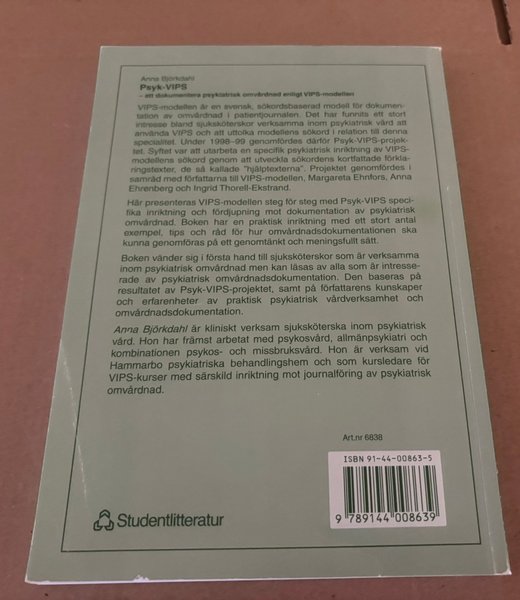 Anna Björkdahl
Psyk-VIPS
– att dokumentera psykiatrisk omvårdnad enligt VIPS-modellen
VIPS-modellen är en svensk, sökordsbaserad modell för dokumen-
tation av omvårdnad i patientjournalen. Det har funnits ett stort
intresse bland sjuksköterskor verksamma inom psykiatrisk vård att
använda VIPS och att uttolka modellens sökord i relation till denna
specialitet. Under 1998–99 genomfördes därför Psyk-VIPS-projek-
tet. Syftet var att utarbeta en specifik psykiatrisk inriktning av VIPS-
modellens sökord genom att utveckla sökordens kortfattade förkla-
ringstexter, de så kallade "hjälptexterna". Projektet genomfördes i
samråd med författarna till VIPS-modellen, Margareta Ehnfors, Anna
Ehrenberg och Ingrid Thorell-Ekstrand.
Här presenteras VIPS-modellen steg för steg med Psyk-VIPS speci-
fika inriktning och fördjupning mot dokumentation av psykiatrisk
omvårdnad. Boken har en praktisk inriktning med ett stort antal
exempel, tips och råd för hur omvårdnadsdokumentationen ska
kunna genomföras på ett genomtänkt och meningsfullt sätt.
Boken vänder sig i första hand till sjuksköterskor som är verksamma
inom psykiatrisk omvårdnad men kan läsas av alla som är intresse-
rade av psykiatrisk omvårdnadsdokumentation. Den baseras på
resultatet av Psyk-VIPS-projektet, samt på författarens kunskaper
och erfarenheter av praktisk psykiatrisk vårdverksamhet och
omvårdnadsdokumentation.
Anna Björkdahl är kliniskt verksam sjuksköterska inom psykiatrisk
vård. Hon har främst arbetat med psykosvård, allmänpsykiatri och
kombinationen psykos- och missbruksvård. Hon är verksam vid
Hammarbo psykiatriska behandlingshem och som kursledare för
VIPS-kurser med särskild inriktning mot journalföring av psykiatrisk
omvårdnad.
Art.nr 6838
ISBN 91-44-00863-5
9 789144 008639
Studentlitteratur